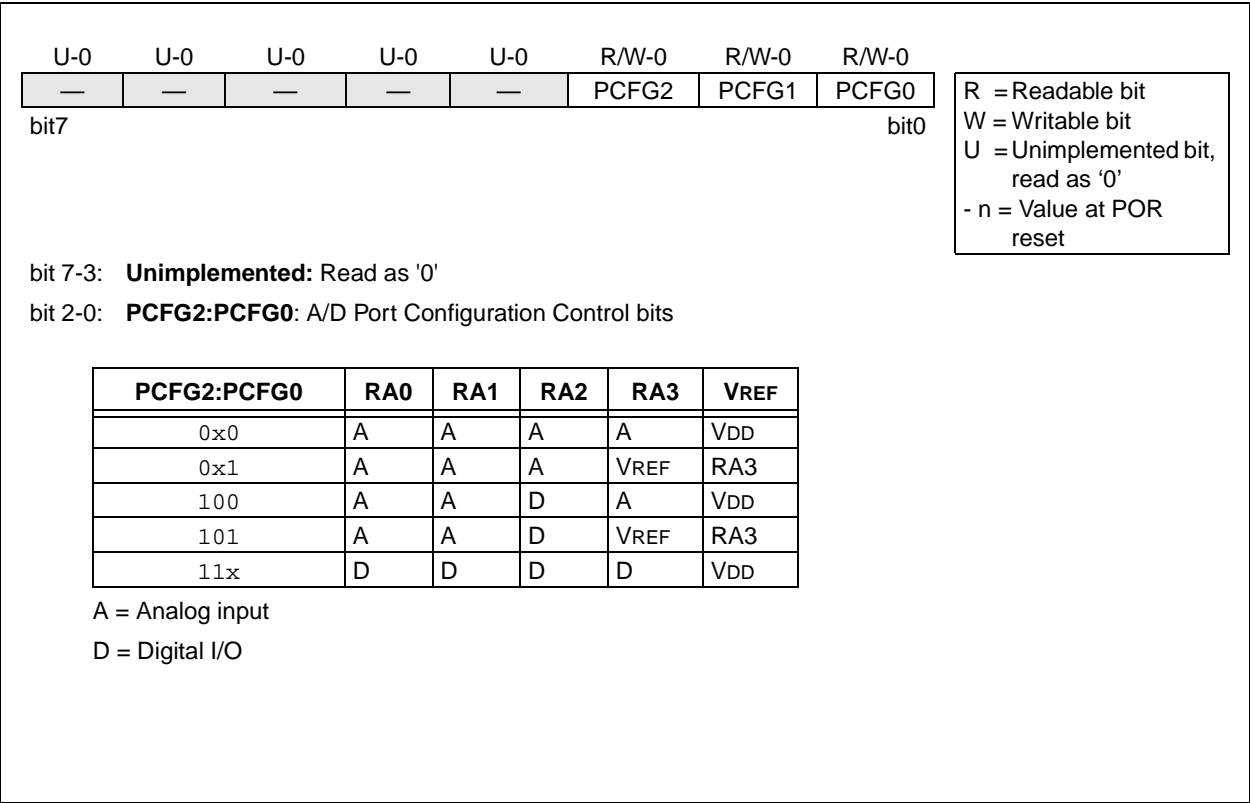 U-0 U-0 U-0 U-0 U-0 R/W-0 R/W-0 R/W-0
— — — — — PCFG2 PCFG1 PCFG0
bit7 bit0
R = Readable bit
W = Writable bit
U = Unimplemented bit,
read as ‘0’
- n = Value at POR
reset
bit 7-3: Unimplemented: Read as '0'
bit 2-0: PCFG2:PCFG0: A/D Port Configuration Control bits
PCFG2:PCFG0 RA0 RA1 RA2 RA3 VREF
0x0 A A A A VDD
0x1 A A A VREF RA3
100 A A D A VDD
101 A A D VREF RA3
11x D D D D VDD
A = Analog input
D = Digital I/O